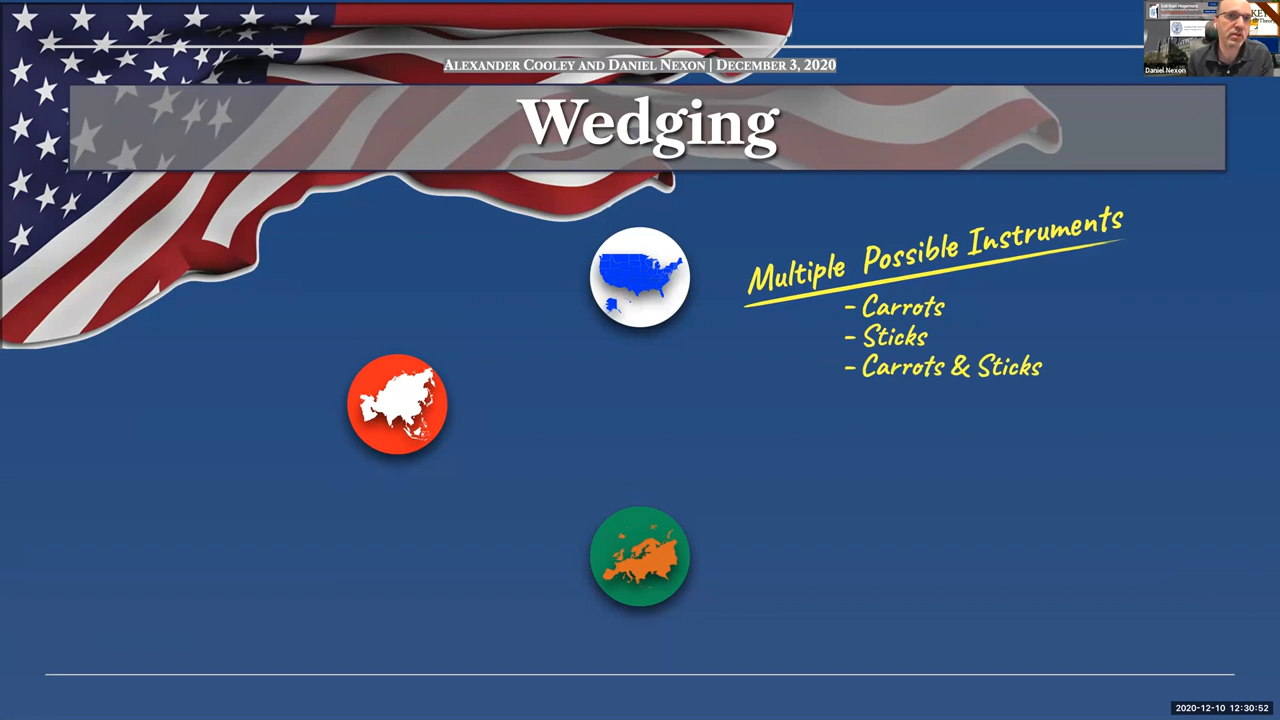 ALEXANDER COOLEY AND DANIEL NEXON | DECEMBER 3, 2020
Wedging
Multiple Possible Instruments
- Carrots
- Sticks
- Carrots & Sticks
Daniel Nexon
2020-12-10 12:30:52